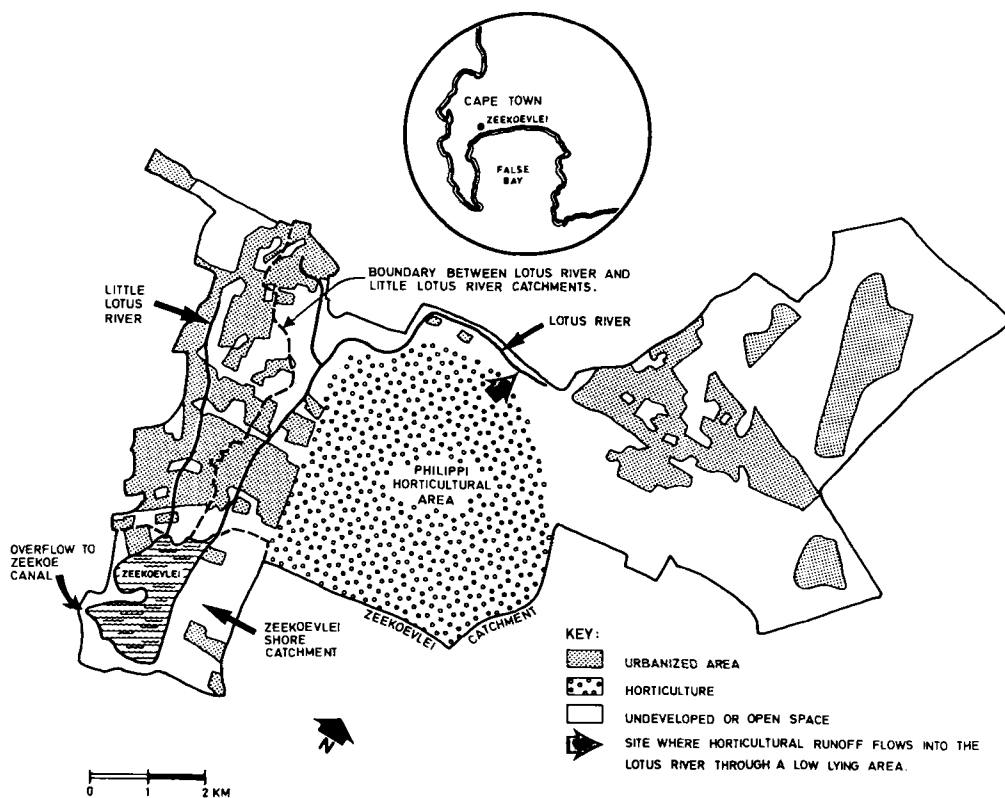 CAPE TOWN
ZEEKOEVLEI
FALSE
BAY
BOUNDARY BETWEEN LOTUS RIVER AND
LITTLE LOTUS RIVER CATCHMENTS.
LITTLE
LOTUS
RIVER
LOTUS RIVER
PHILIPPI
HORTICULTURAL
AREA
OVERFLOW TO
ZEEKOE
CANAL
ZEEKOEVLEI
ZEEKOEVLEI
SHORE
CATCHMENT
ZEEKOEVLEI CATCHMENT
KEY:
URBANIZED AREA
HORTICULTURE
UNDEVELOPED OR OPEN SPACE
SITE WHERE HORTICULTURAL RUNOFF FLOWS INTO THE
LOTUS RIVER THROUGH A LOW LYING AREA.
N
0 1 2 KM